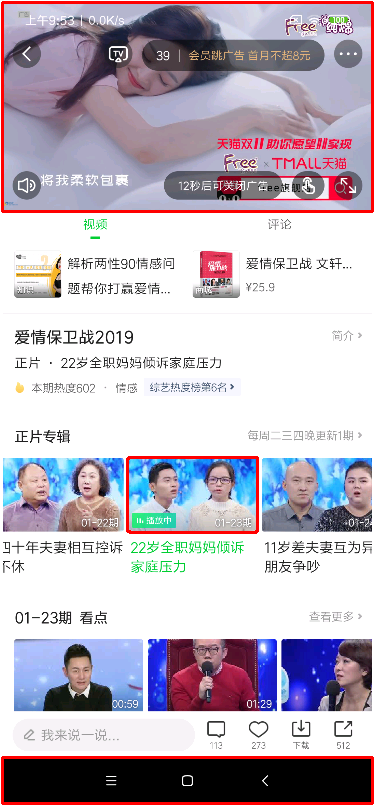 上午9:53 | 0.0K/s
Free
TV
39 | 会员跳广告 首月不超8元
天猫双11 助你愿望11实现
Free × TMALL天猫
将我柔软包裹
12秒后可关闭广告
视频
评论
解析两性90情感问
题帮你打赢爱情...
爱情保卫战 文轩...
¥25.9
爱情保卫战2019
简介
正片 · 22岁全职妈妈倾诉家庭压力
本期热度602 · 情感 综艺热度榜第6名
正片专辑
每周二三四晚更新1期
01-22期
播放中
01-23期
01-24
四十年夫妻相互控诉
不休
22岁全职妈妈倾诉
家庭压力
11岁差夫妻互为异
朋友争吵
01-23期 看点
查看更多
00:59
01:29
我来说一说...
113
273
下载
512